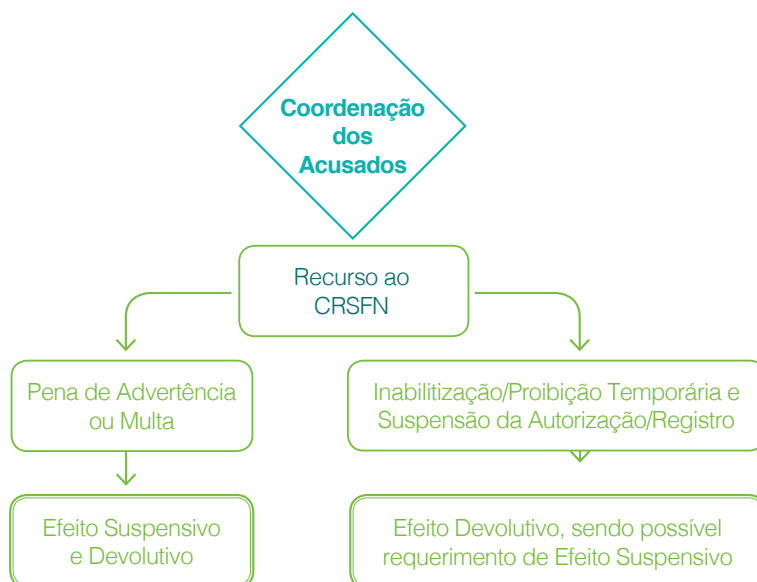 Coordenação
dos
Acusados
Recurso ao
CRSFN
Pena de Advertência
ou Multa
Inabilitização/Proibição Temporária e
Suspensão da Autorização/Registro
Efeito Suspensivo
e Devolutivo
Efeito Devolutivo, sendo possível
requerimento de Efeito Suspensivo